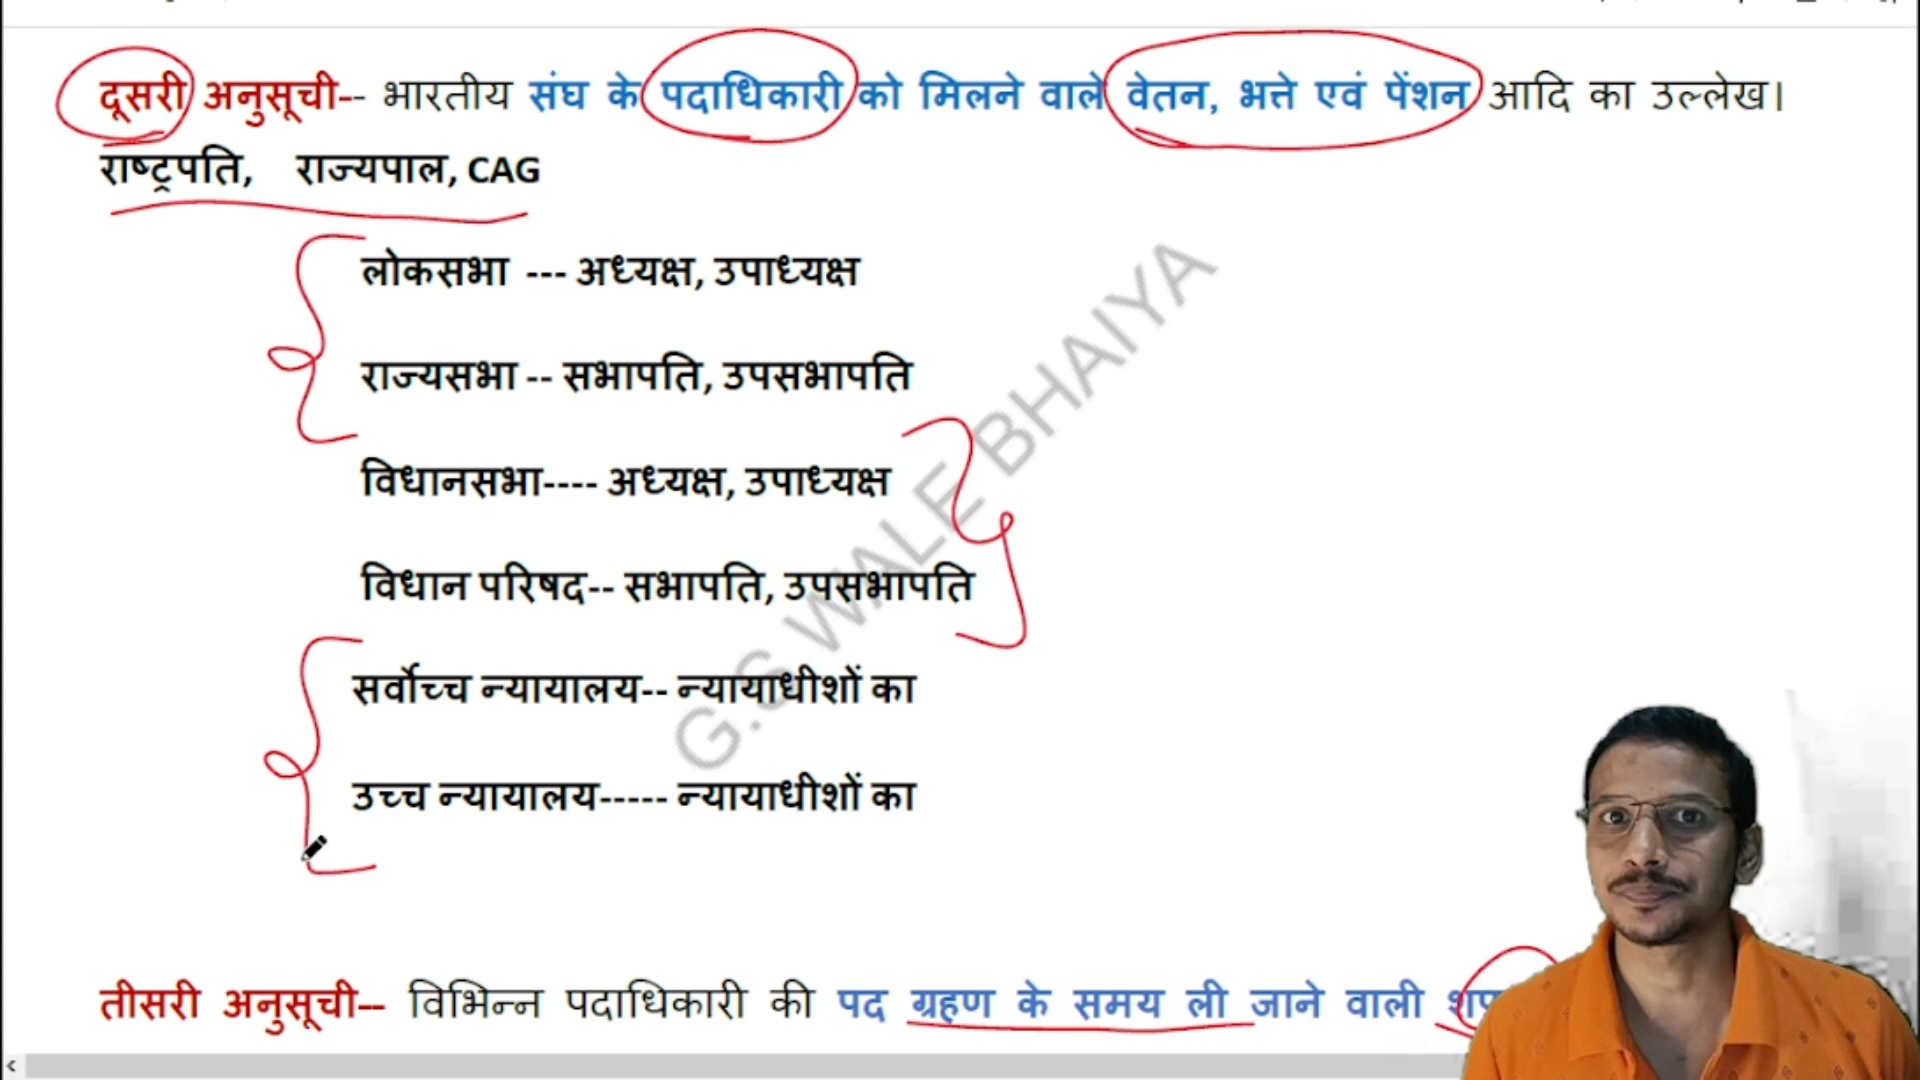 दूसरी अनुसूची-- भारतीय संघ के पदाधिकारी को मिलने वाले वेतन, भत्ते एवं पेंशन आदि का उल्लेख।
राष्ट्रपति, राज्यपाल, CAG
लोकसभा --- अध्यक्ष, उपाध्यक्ष
राज्यसभा -- सभापति, उपसभापति
विधानसभा---- अध्यक्ष, उपाध्यक्ष
विधान परिषद-- सभापति, उपसभापति
सर्वोच्च न्यायालय-- न्यायाधीशों का
उच्च न्यायालय----- न्यायाधीशों का
G.S WALE BHAIYA
तीसरी अनुसूची-- विभिन्न पदाधिकारी की पद ग्रहण के समय ली जाने वाली